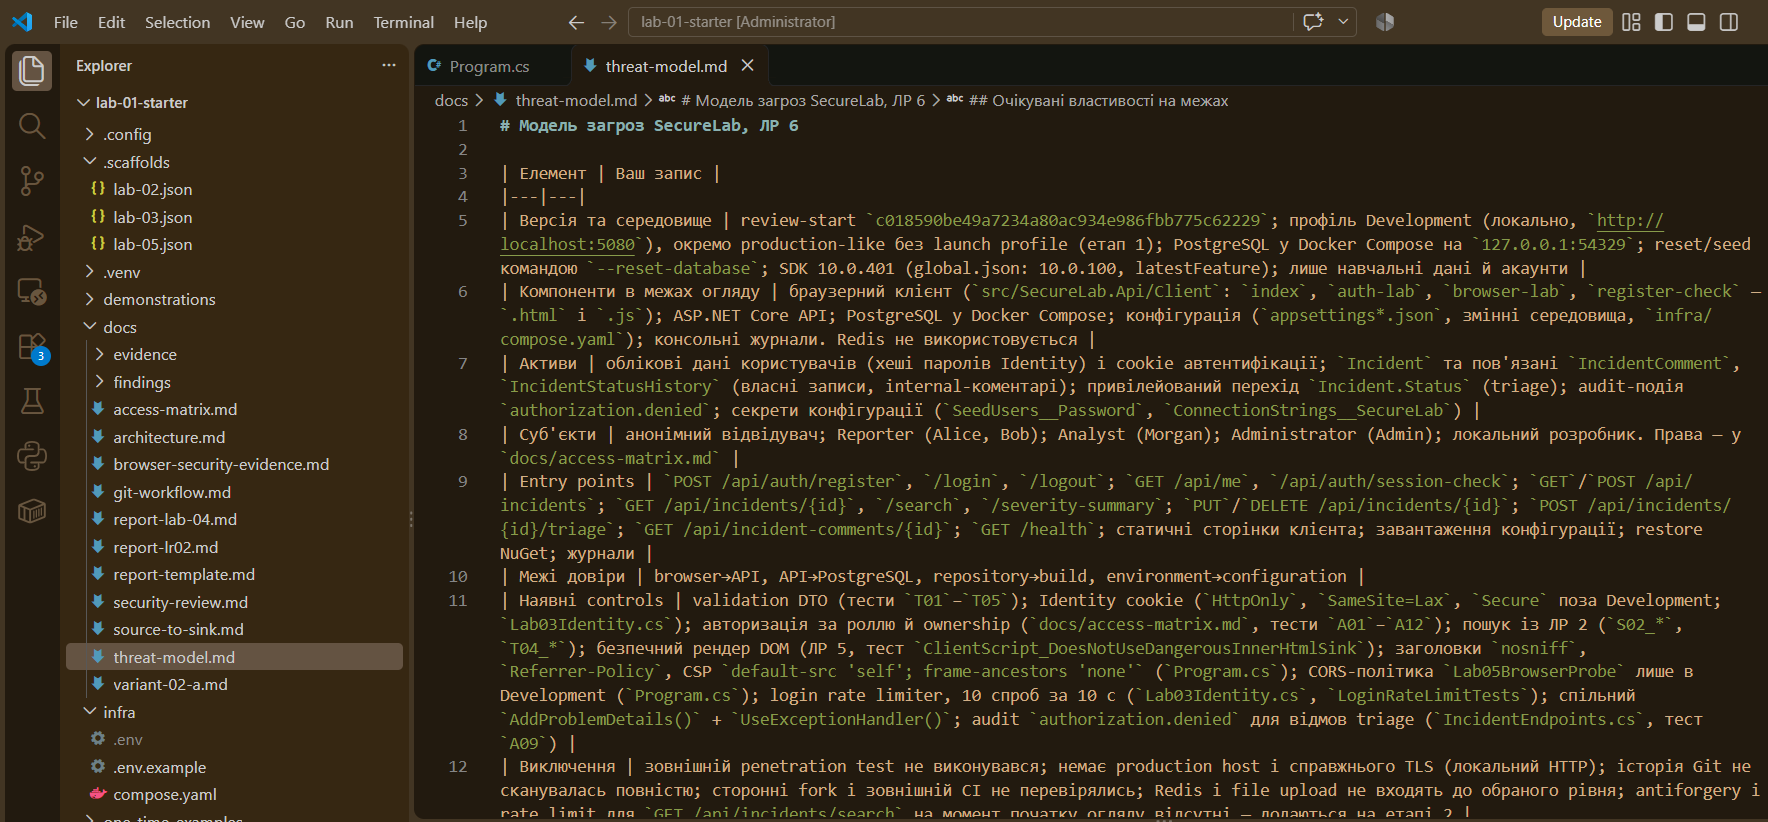 File Edit Selection View Go Run Terminal Help
lab-01-starter [Administrator]
Update
Explorer
lab-01-starter
.config
.scaffolds
lab-02.json
lab-03.json
lab-05.json
.venv
demonstrations
docs
evidence
findings
access-matrix.md
architecture.md
browser-security-evidence.md
git-workflow.md
report-lab-04.md
report-lr02.md
report-template.md
security-review.md
source-to-sink.md
threat-model.md
variant-02-a.md
infra
.env
.env.example
compose.yaml
one-time-examples
3
Program.cs
threat-model.md
docs > threat-model.md > # Модель загроз SecureLab, ЛР 6 > ## Очікувані властивості на межах
1 # Модель загроз SecureLab, ЛР 6
2
3 | Елемент | Ваш запис |
4 |---|---|
5 | Версія та середовище | review-start `c018590be49a7234a80ac934e986fbb775c62229`; профіль Development (локально, `http://
localhost:5080`), окремо production-like без launch profile (етап 1); PostgreSQL у Docker Compose на `127.0.0.1:54329`; reset/seed
командою `--reset-database`; SDK 10.0.401 (global.json: 10.0.100, latestFeature); лише навчальні дані й акаунти |
6 | Компоненти в межах огляду | браузерний клієнт (`src/SecureLab.Api/Client`: `index`, `auth-lab`, `browser-lab`, `register-check` —
`.html` і `.js`); ASP.NET Core API; PostgreSQL у Docker Compose; конфігурація (`appsettings*.json`, змінні середовища, `infra/
compose.yaml`); консольні журнали. Redis не використовується |
7 | Активи | облікові дані користувачів (хеші паролів Identity) і cookie автентифікації; `Incident` та пов'язані `IncidentComment`,
`IncidentStatusHistory` (власні записи, internal-коментарі); привілейований перехід `Incident.Status` (triage); audit-подія
`authorization.denied`; секрети конфігурації (`SeedUsers__Password`, `ConnectionStrings__SecureLab`) |
8 | Суб'єкти | анонімний відвідувач; Reporter (Alice, Bob); Analyst (Morgan); Administrator (Admin); локальний розробник. Права — у
`docs/access-matrix.md` |
9 | Entry points | `POST /api/auth/register`, `/login`, `/logout`; `GET /api/me`, `/api/auth/session-check`; `GET`/`POST /api/
incidents`; `GET /api/incidents/{id}`, `/search`, `/severity-summary`; `PUT`/`DELETE /api/incidents/{id}`; `POST /api/incidents/
{id}/triage`; `GET /api/incident-comments/{id}`; `GET /health`; статичні сторінки клієнта; завантаження конфігурації; restore
NuGet; журнали |
10 | Межі довіри | browser→API, API→PostgreSQL, repository→build, environment→configuration |
11 | Наявні controls | validation DTO (тести `T01`–`T05`); Identity cookie (`HttpOnly`, `SameSite=Lax`, `Secure` поза Development;
`Lab03Identity.cs`); авторизація за роллю й ownership (`docs/access-matrix.md`, тести `A01`–`A12`); пошук із ЛР 2 (`S02_*`,
`T04_*`); безпечний рендер DOM (ЛР 5, тест `ClientScript_DoesNotUseDangerousInnerHtmlSink`); заголовки `nosniff`,
`Referrer-Policy`, CSP `default-src 'self'; frame-ancestors 'none'` (`Program.cs`); CORS-політика `Lab05BrowserProbe` лише в
Development (`Program.cs`); login rate limiter, 10 спроб за 10 с (`Lab03Identity.cs`, `LoginRateLimitTests`); спільний
`AddProblemDetails()` + `UseExceptionHandler()`; audit `authorization.denied` для відмов triage (`IncidentEndpoints.cs`, тест
`A09`) |
12 | Виключення | зовнішній penetration test не виконувався; немає production host і справжнього TLS (локальний HTTP); історія Git не
сканувалась повністю; сторонні fork і зовнішній CI не перевірялись; Redis і file upload не входять до обраного рівня; antiforgery і
rate limit для `GET /api/incidents/search` на момент початку огляду відсутні — додаються на етапі 2 |